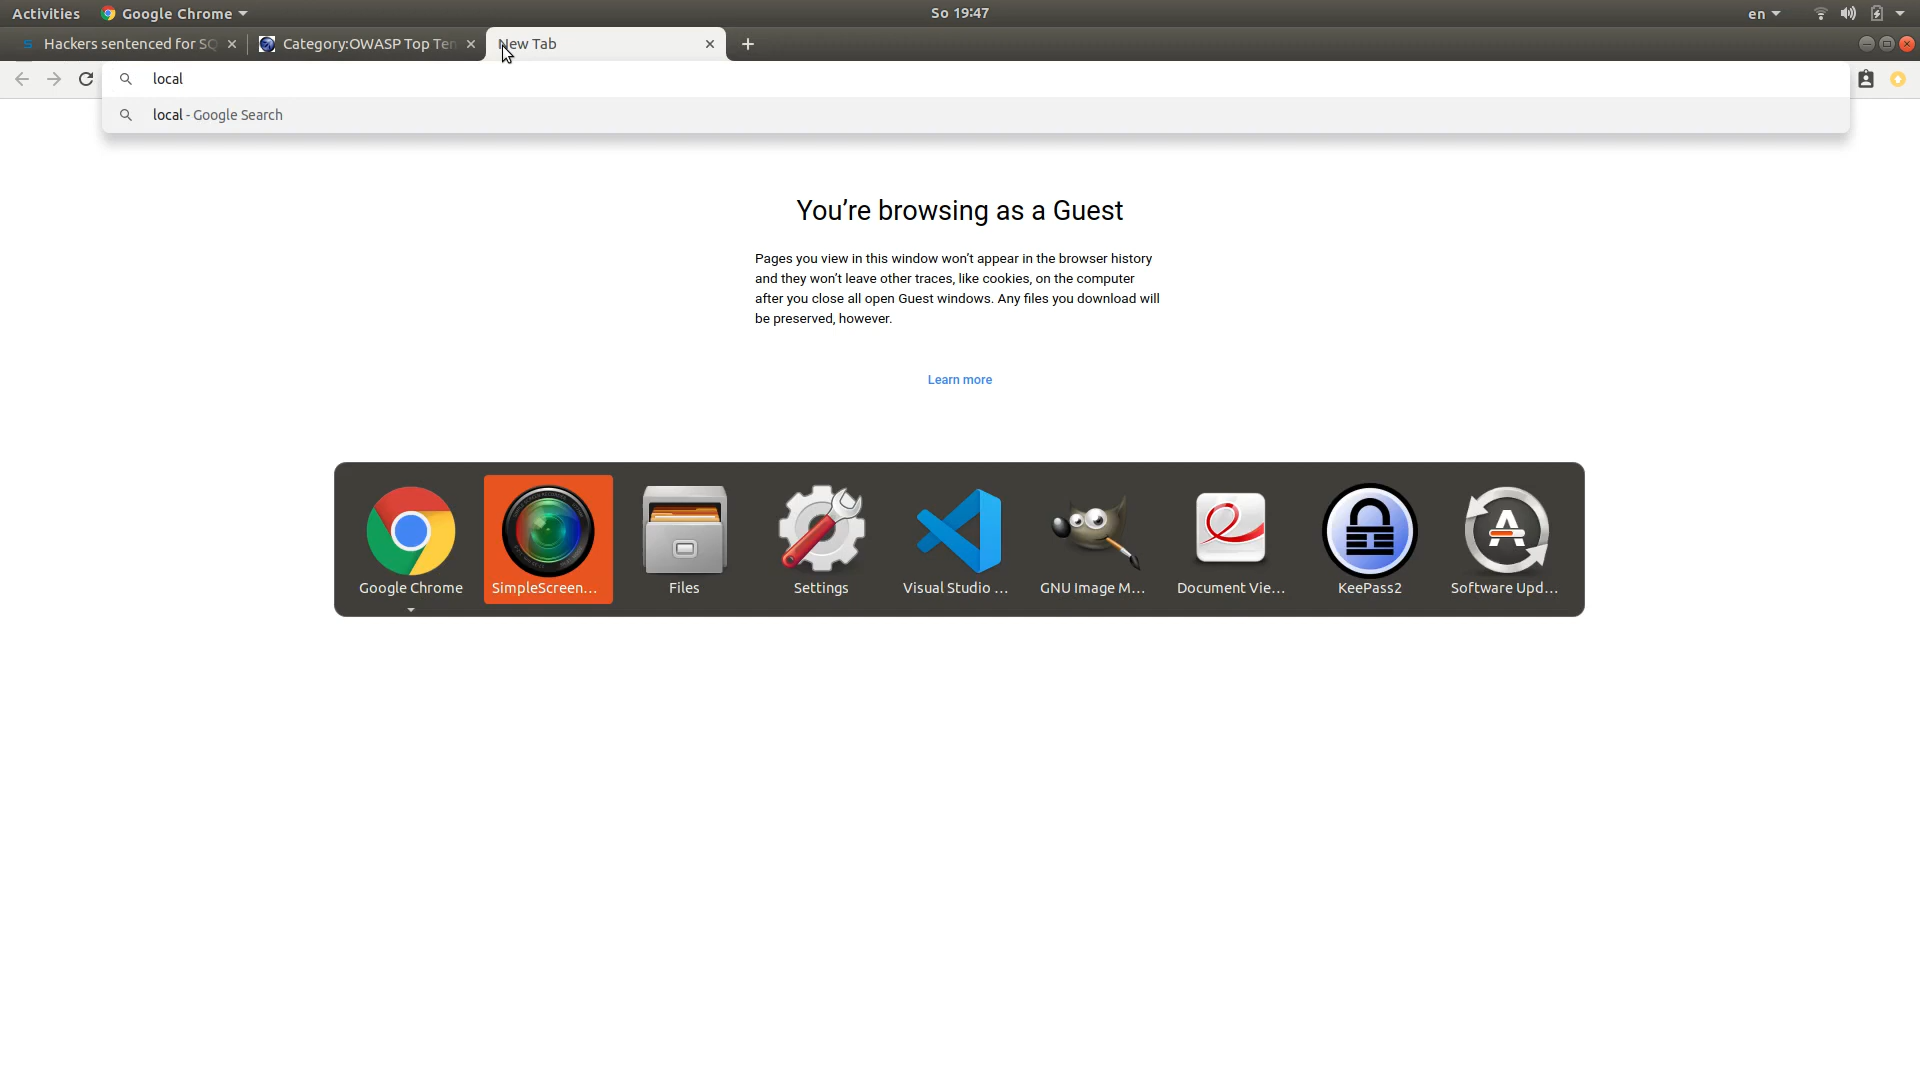 Activities
Google Chrome
So 19:47
en
Hackers sentenced for SQ
Category:OWASP Top Ten
New Tab
local
local - Google Search
You're browsing as a Guest
Pages you view in this window won't appear in the browser history
and they won't leave other traces, like cookies, on the computer
after you close all open Guest windows. Any files you download will
be preserved, however.
Learn more
Google Chrome
SimpleScreen...
Files
Settings
Visual Studio ...
GNU Image M...
Document Vie...
KeePass2
Software Upd...